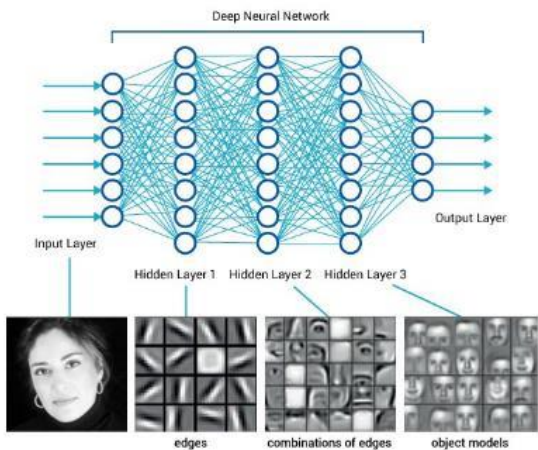 Deep Neural Network
Input Layer
Output Layer
Hidden Layer 1
Hidden Layer 2
Hidden Layer 3
edges
combinations of edges
object models